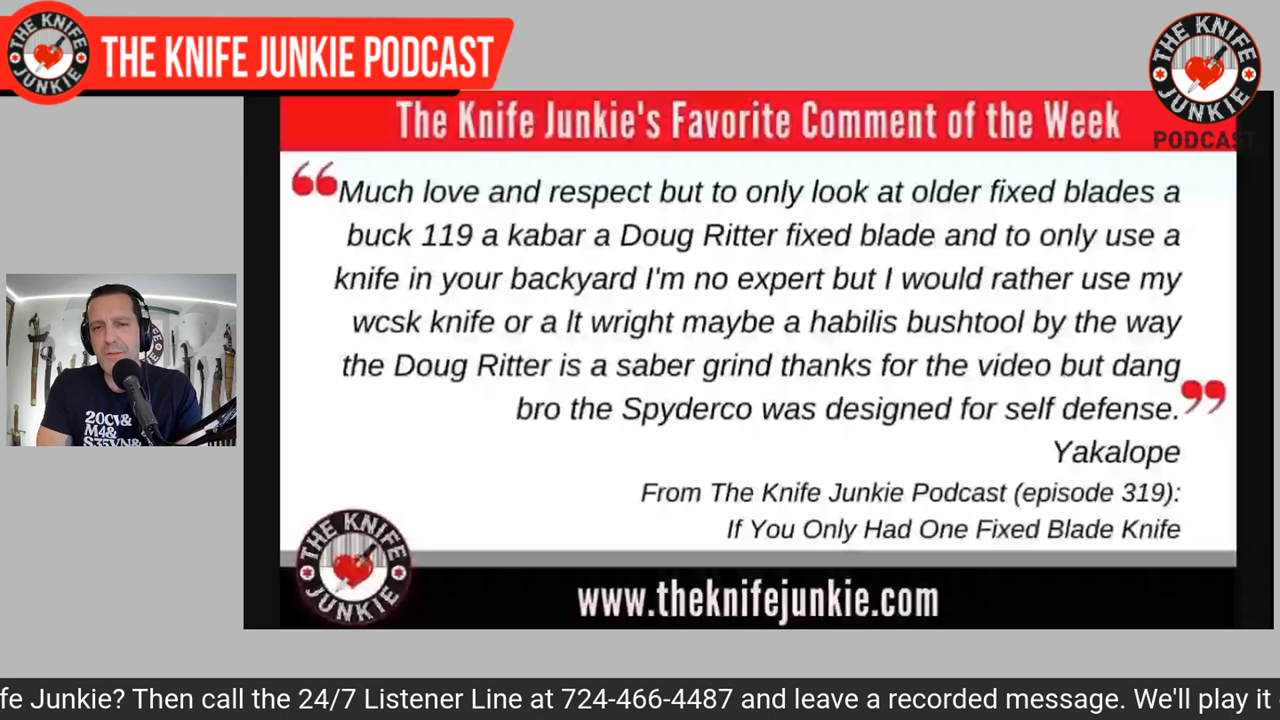 THE KNIFE JUNKIE
THE KNIFE JUNKIE PODCAST
THE KNIFE JUNKIE
PODCAST
The Knife Junkie's Favorite Comment of the Week
“Much love and respect but to only look at older fixed blades a
buck 119 a kabar a Doug Ritter fixed blade and to only use a
knife in your backyard I'm no expert but I would rather use my
wcsk knife or a lt wright maybe a habilis bushtool by the way
the Doug Ritter is a saber grind thanks for the video but dang
bro the Spyderco was designed for self defense.”
Yakalope
From The Knife Junkie Podcast (episode 319):
If You Only Had One Fixed Blade Knife
20CV&
M4&
S35VN&
THE KNIFE JUNKIE
www.theknifejunkie.com
fe Junkie? Then call the 24/7 Listener Line at 724-466-4487 and leave a recorded message. We'll play it